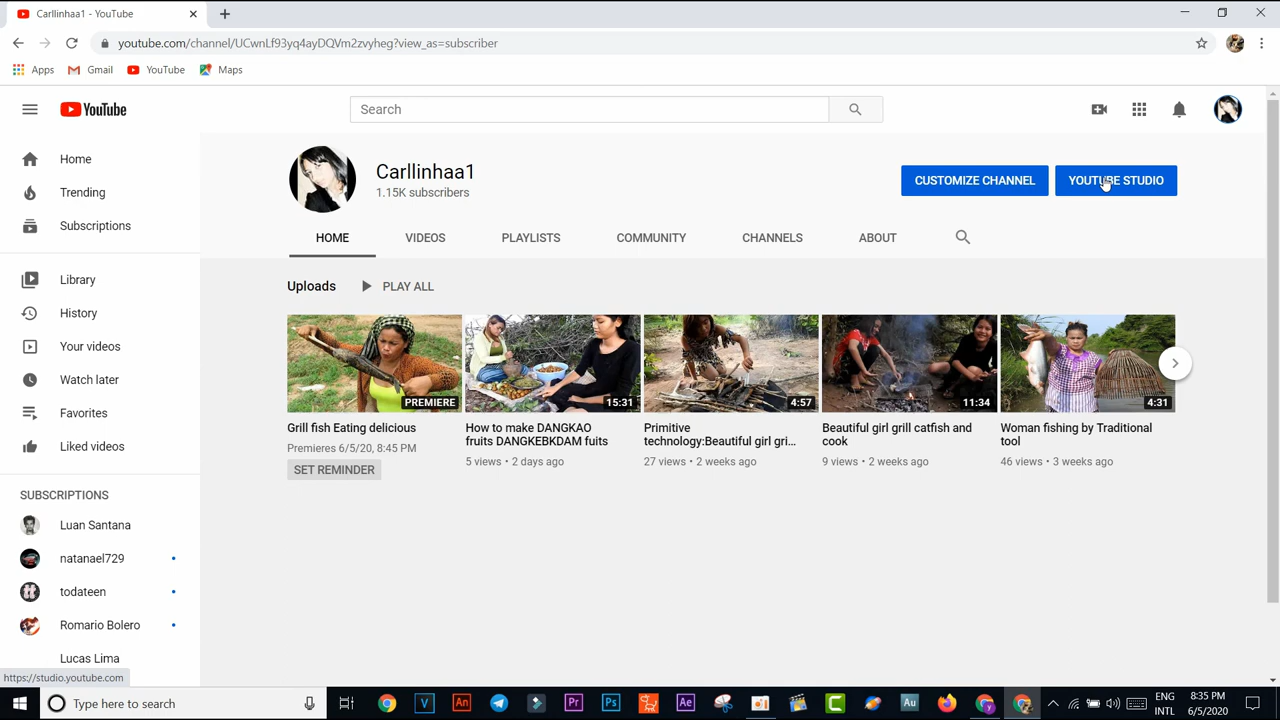 Carllinhaa1 - YouTube
youtube.com/channel/UCwnLf93yq4ayDQVm2zvyheg?view_as=subscriber
Apps Gmail YouTube Maps
YouTube
Search
Carllinhaa1
1.15K subscribers
CUSTOMIZE CHANNEL
YOUTUBE STUDIO
HOME VIDEOS PLAYLISTS COMMUNITY CHANNELS ABOUT
Home
Trending
Subscriptions
Library
History
Your videos
Watch later
Favorites
Liked videos
SUBSCRIPTIONS
Luan Santana
natanael729
todateen
Romario Bolero
Lucas Lima
Uploads PLAY ALL
PREMIERE
Grill fish Eating delicious
Premieres 6/5/20, 8:45 PM
SET REMINDER
15:31
How to make DANGKAO
fruits DANGKEBKDAM fuits
5 views • 2 days ago
4:57
Primitive
technology:Beautiful girl gri...
27 views • 2 weeks ago
11:34
Beautiful girl grill catfish and
cook
9 views • 2 weeks ago
4:31
Woman fishing by Traditional
tool
46 views • 3 weeks ago
https://studio.youtube.com
Type here to search
V An Pr Ps Ae Au
ENG
INTL
8:35 PM
6/5/2020